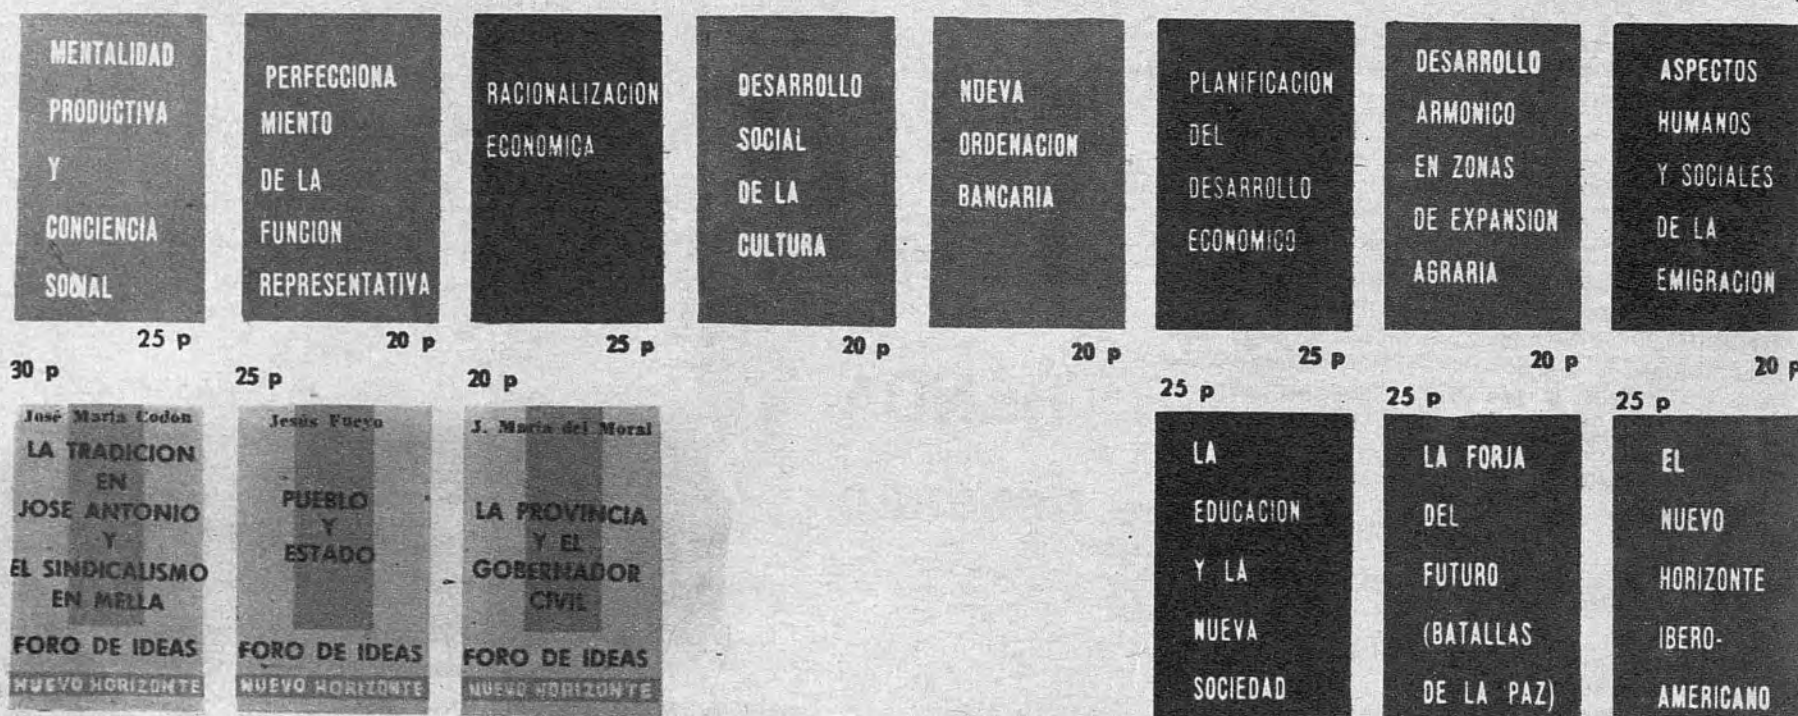 MENTALIDAD
PRODUCTIVA
Y
CONCIENCIA
SOCIAL
25 p
PERFECCIONA
MIENTO
DE LA
FUNCION
REPRESENTATIVA
20 p
RACIONALIZACION
ECONOMICA
25 p
DESARROLLO
SOCIAL
DE LA
CULTURA
20 p
NUEVA
ORDENACION
BANCARIA
20 p
PLANIFICACION
DEL
DESARROLLO
ECONOMICO
25 p
DESARROLLO
ARMONICO
EN ZONAS
DE EXPANSION
AGRARIA
20 p
ASPECTOS
HUMANOS
Y SOCIALES
DE LA
EMIGRACION
20 p
30 p
José María Codón
LA TRADICION
EN
JOSE ANTONIO
Y
EL SINDICALISMO
EN MELLA
FORO DE IDEAS
NUEVO HORIZONTE
25 p
Jesús Fueyo
PUEBLO
Y
ESTADO
FORO DE IDEAS
NUEVO HORIZONTE
20 p
J. María del Moral
LA PROVINCIA
Y EL
GOBERNADOR
CIVIL
FORO DE IDEAS
NUEVO HORIZONTE
25 p
LA
EDUCACION
Y LA
NUEVA
SOCIEDAD
25 p
LA FORJA
DEL
FUTURO
(BATALLAS
DE LA PAZ)
25 p
EL
NUEVO
HORIZONTE
IBERO-
AMERICANO